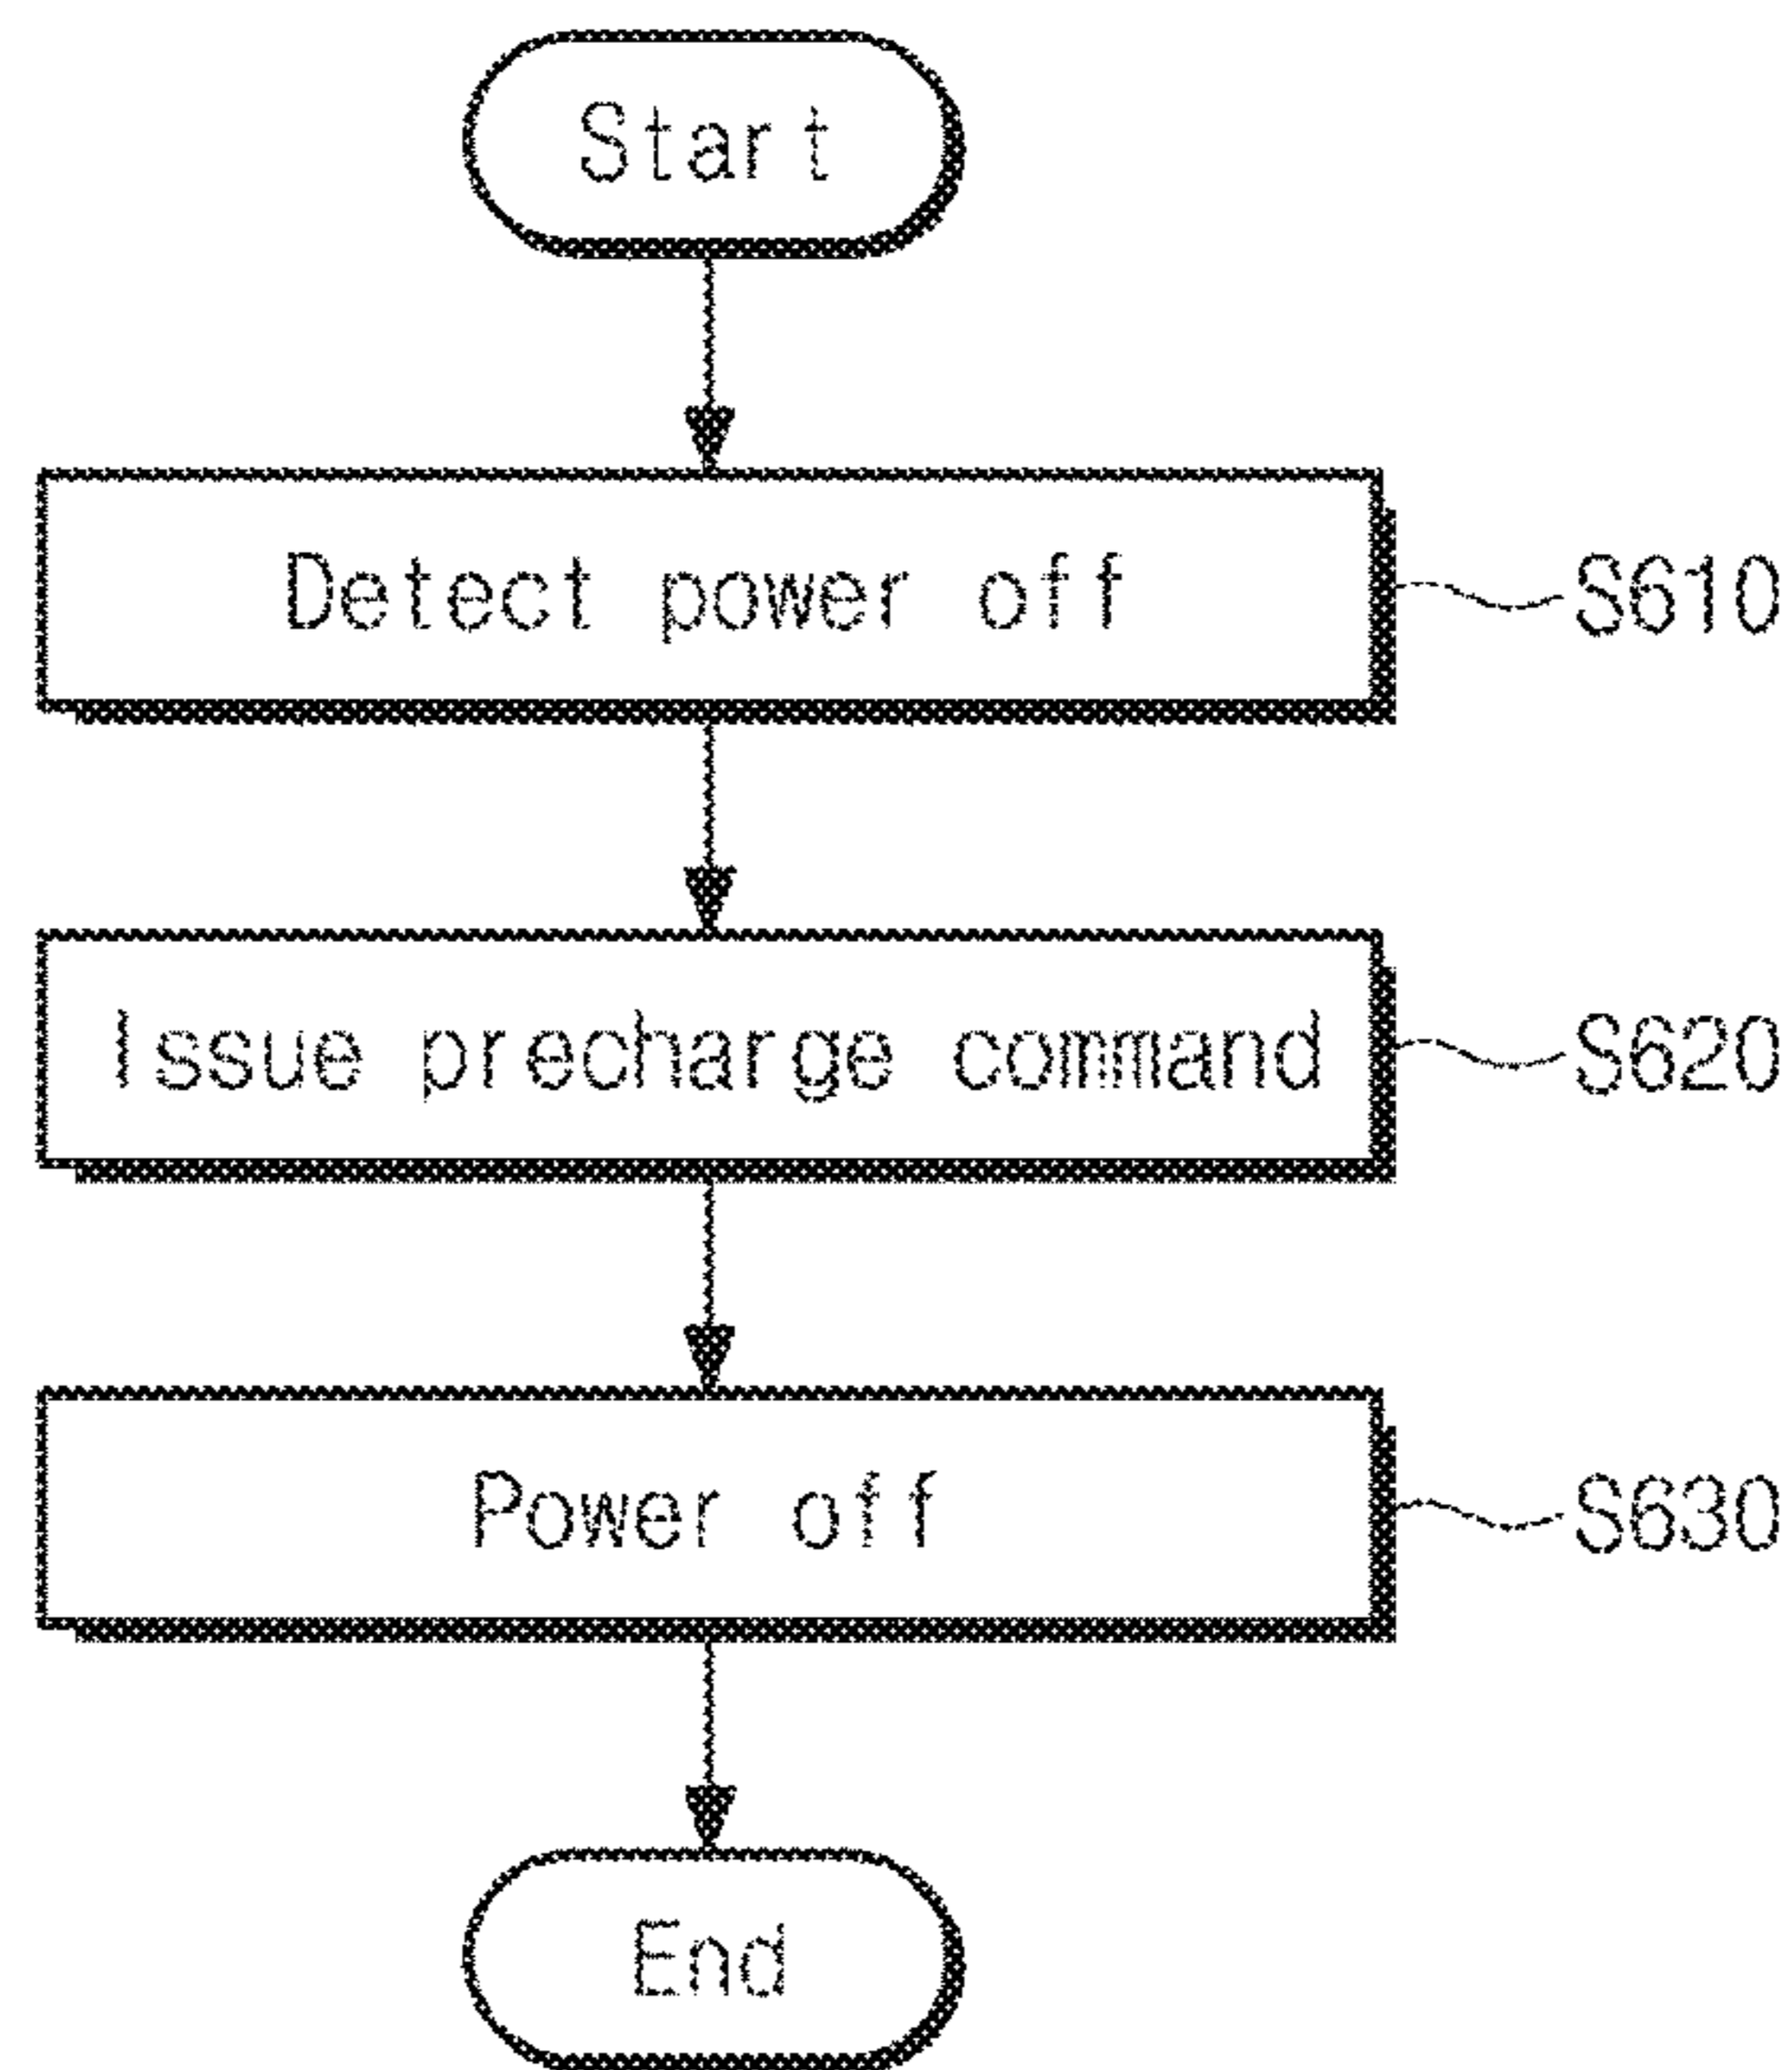 Start
Detect power off
S610
Issue precharge command
S620
Power off
S630
End